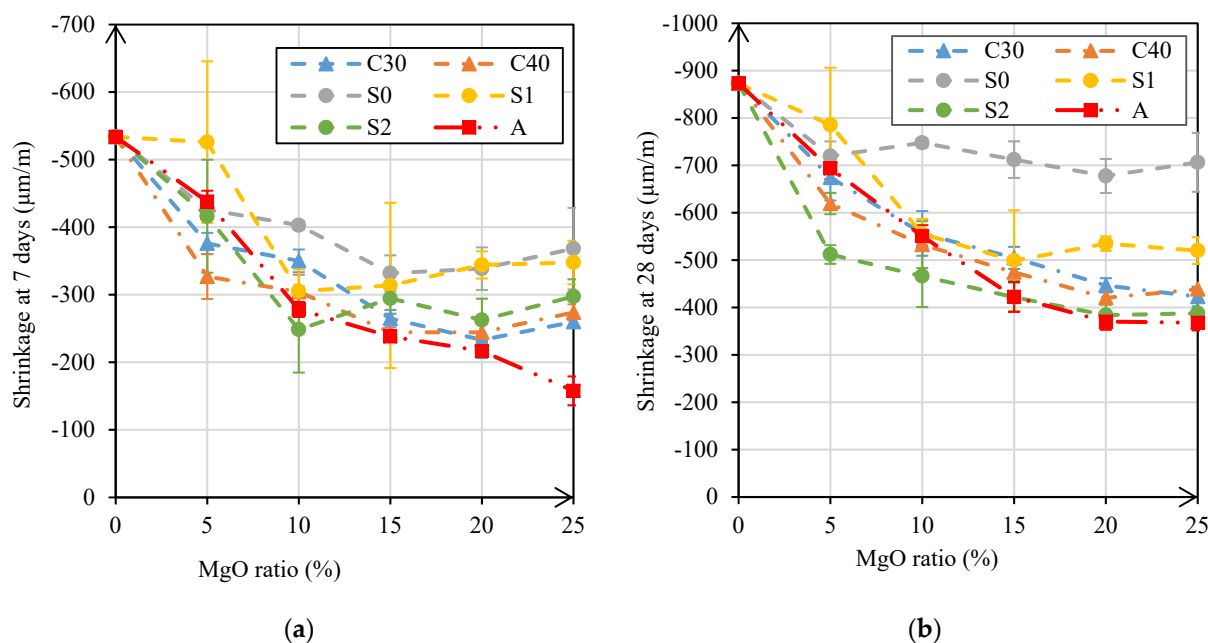 -700
-600
-500
-400
-300
-200
-100
0
0 5 10 15 20 25
Shrinkage at 7 days (µm/m)
MgO ratio (%)
C30 C40
S0 S1
S2 A
(a)
-1000
-900
-800
-700
-600
-500
-400
-300
-200
-100
0
0 5 10 15 20 25
Shrinkage at 28 days (µm/m)
MgO ratio (%)
C30 C40
S0 S1
S2 A
(b)